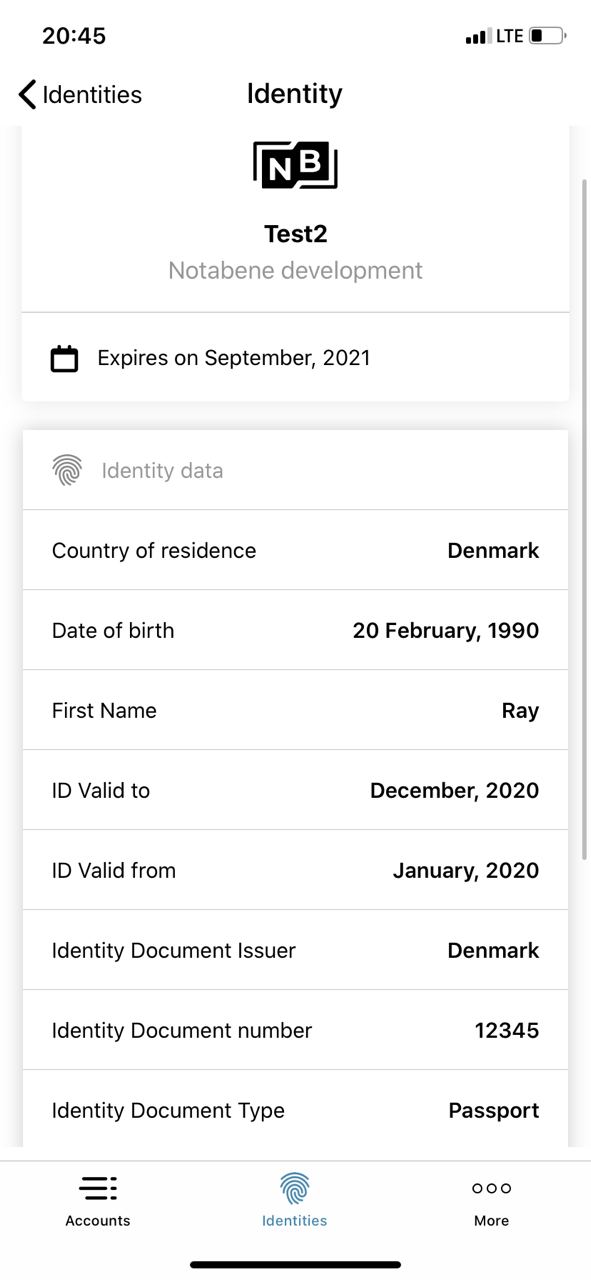 20:45 LTE
Identities Identity
NB
Test2
Notabene development
Expires on September, 2021
Identity data
Country of residence Denmark
Date of birth 20 February, 1990
First Name Ray
ID Valid to December, 2020
ID Valid from January, 2020
Identity Document Issuer Denmark
Identity Document number 12345
Identity Document Type Passport
Accounts Identities More